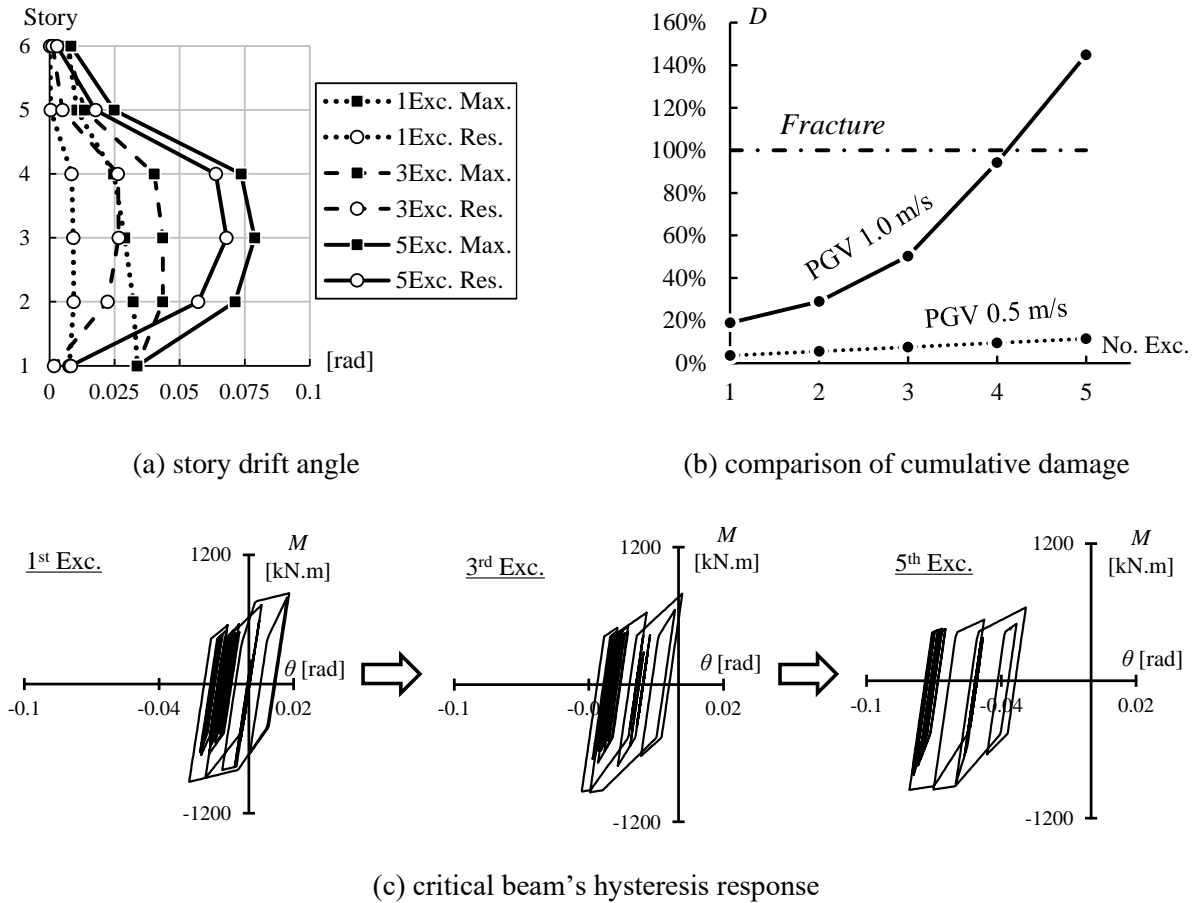 Story
6
5
4
3
2
1
0 0.025 0.05 0.075 0.1
[rad]
1Exc. Max.
1Exc. Res.
3Exc. Max.
3Exc. Res.
5Exc. Max.
5Exc. Res.
(a) story drift angle
D
160%
140%
120%
100%
80%
60%
40%
20%
0%
Fracture
PGV 1.0 m/s
PGV 0.5 m/s
No. Exc.
1 2 3 4 5
(b) comparison of cumulative damage
1st Exc.
1200
M
[kN.m]
θ [rad]
-0.1 -0.04 0.02
-1200
3rd Exc.
1200
M
[kN.m]
θ [rad]
-0.1 -0.0 0.02
-1200
5th Exc.
1200
M
[kN.m]
θ [rad]
-0.1 -0.04 0.02
-1200
(c) critical beam's hysteresis response